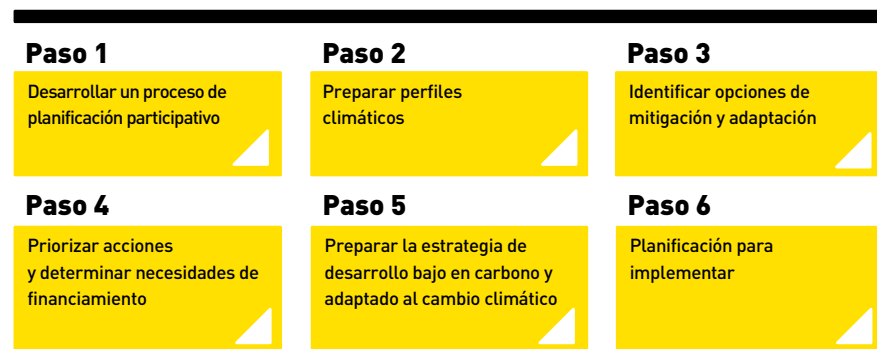 Paso 1
Desarrollar un proceso de
planificación participativo
Paso 2
Preparar perfiles
climáticos
Paso 3
Identificar opciones de
mitigación y adaptación
Paso 4
Priorizar acciones
y determinar necesidades de
financiamiento
Paso 5
Preparar la estrategia de
desarrollo bajo en carbono y
adaptado al cambio climático
Paso 6
Planificación para
implementar